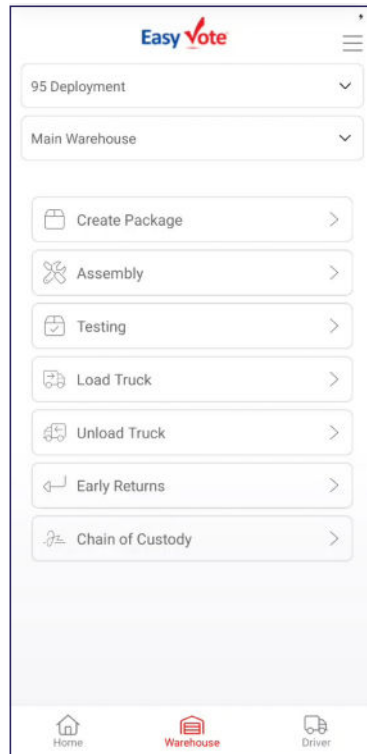 Easy Vote
95 Deployment
Main Warehouse
Create Package
Assembly
Testing
Load Truck
Unload Truck
Early Returns
Chain of Custody
Home Warehouse Driver